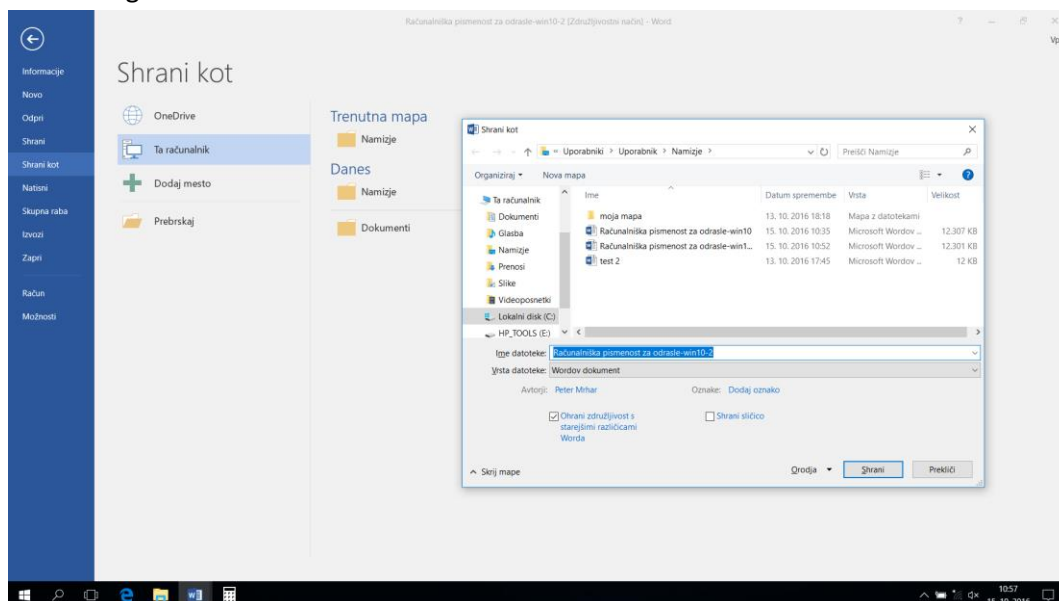 Računalniška pismenost za odrasle-win10-2 [Združljivostni način] - Word
Vp
Informacije
Novo
Odpri
Shrani
Shrani kot
Natisni
Skupna raba
Izvozi
Zapri
Račun
Možnosti
Shrani kot
OneDrive
Ta računalnik
Dodaj mesto
Prebrskaj
Trenutna mapa
Namizje
Danes
Namizje
Dokumenti
Shrani kot
« Uporabniki > Uporabnik > Namizje >
Preišči Namizje
Organiziraj
Nova mapa
Ta računalnik
Dokumenti
Glasba
Namizje
Prenosi
Slike
Videoposnetki
Lokalni disk (C:)
HP_TOOLS (E:)
Ime Datum spremembe Vrsta Velikost
moja mapa 13. 10. 2016 18:18 Mapa z datotekami
Računalniška pismenost za odrasle-win10 15. 10. 2016 10:35 Microsoft Wordov ... 12.307 KB
Računalniška pismenost za odrasle-win1... 15. 10. 2016 10:52 Microsoft Wordov ... 12.301 KB
test 2 13. 10. 2016 17:45 Microsoft Wordov ... 12 KB
Ime datoteke: Računalniška pismenost za odrasle-win10-2
Vrsta datoteke: Wordov dokument
Avtorji: Peter Mrhar Oznake: Dodaj oznako
Ohrani združljivost s
starejšimi različicami
Worda
Shrani sličico
Skrij mape
Orodja
Shrani
Prekliči
10:57
15. 10. 2016